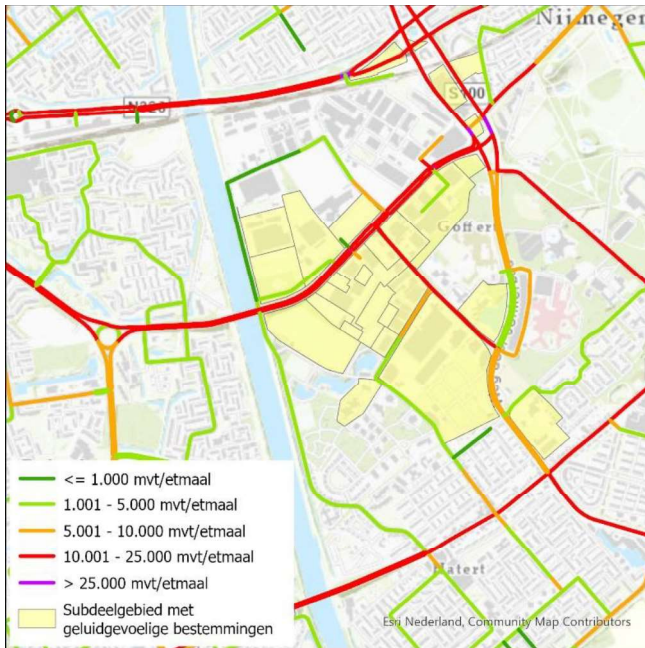 Nijmegen
S100
N326
Goffert
<= 1.000 mvt/etmaal
1.001 - 5.000 mvt/etmaal
5.001 - 10.000 mvt/etmaal
10.001 - 25.000 mvt/etmaal
> 25.000 mvt/etmaal
Subdeelgebied met
geluidgevoelige bestemmingen
Hatert
Esri Nederland, Community Map Contributors